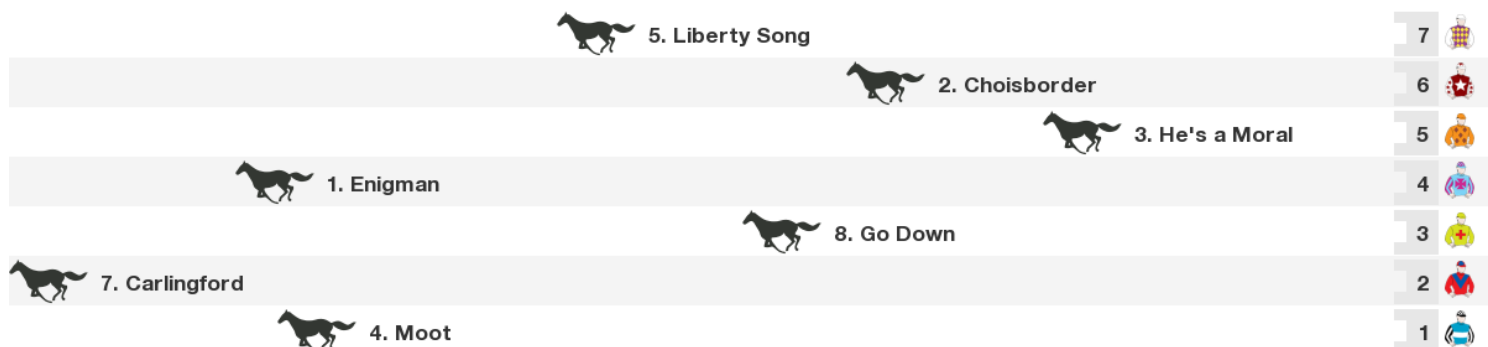 5. Liberty Song 7
2. Choisborder 6
3. He's a Moral 5
1. Enigman 4
8. Go Down 3
7. Carlingford 2
4. Moot 1